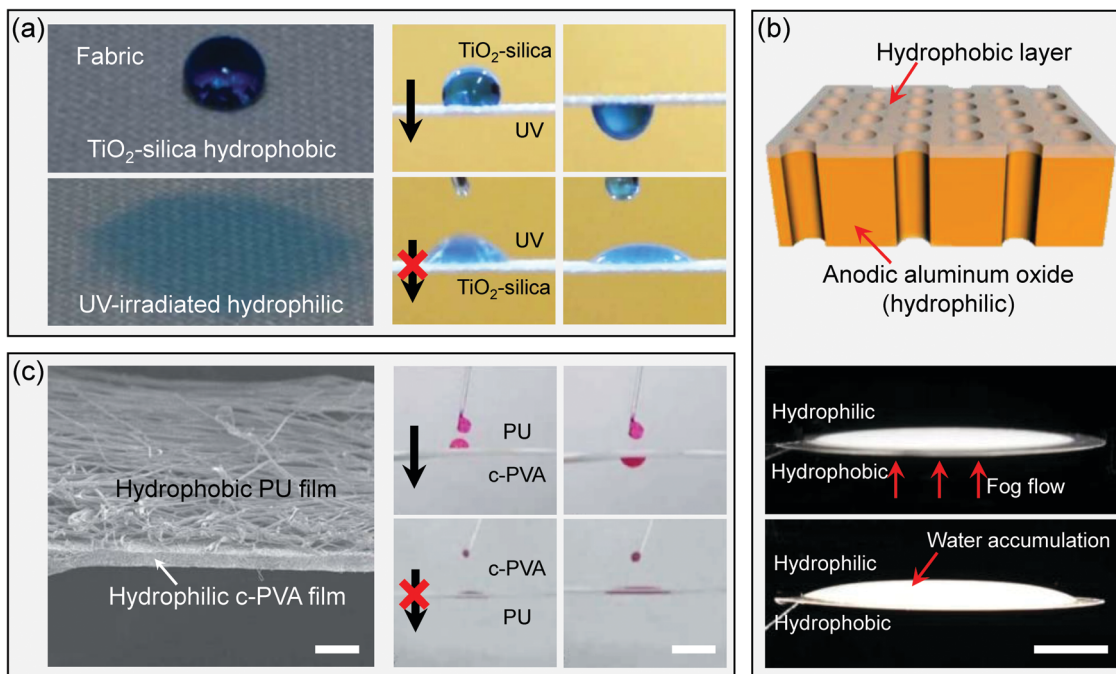 (a)
Fabric
TiO₂-silica hydrophobic
UV-irradiated hydrophilic
TiO₂-silica
UV
UV
TiO₂-silica
(b)
Hydrophobic layer
Anodic aluminum oxide
(hydrophilic)
Hydrophilic
Hydrophobic
Fog flow
Water accumulation
Hydrophilic
Hydrophobic
(c)
Hydrophobic PU film
Hydrophilic c-PVA film
PU
c-PVA
c-PVA
PU